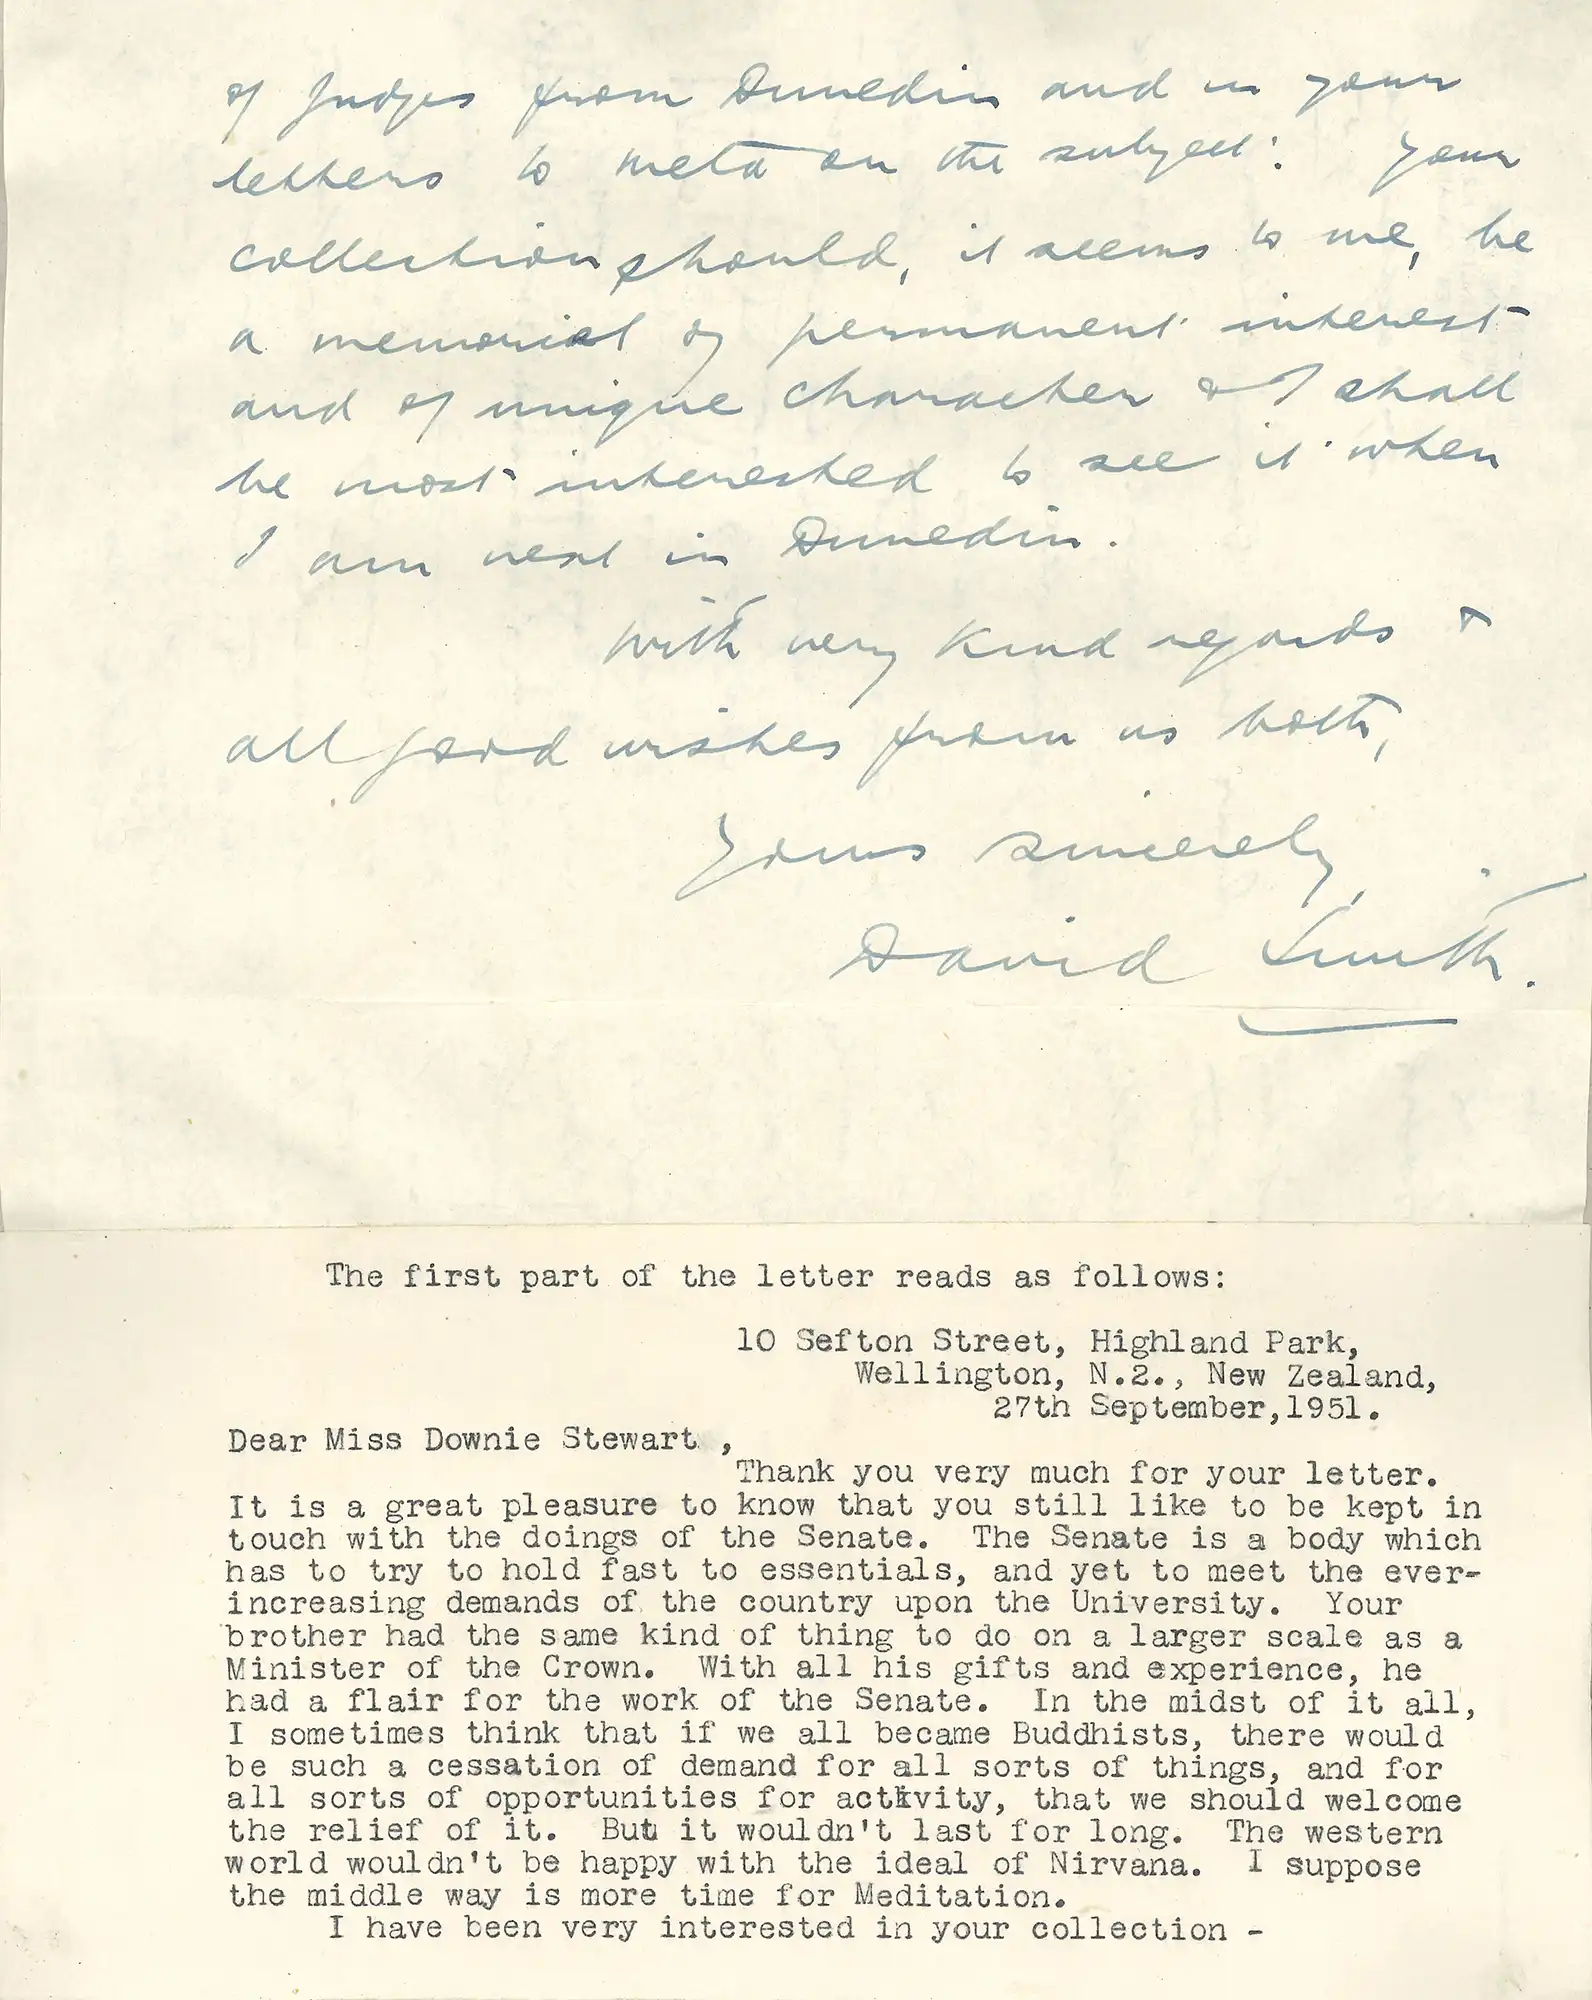 of Judges from Dunedin and in your
letters to Meta on the subject. Your
collection should, it seems to me, be
a memorial of permanent interest
and of unique character & I shall
be most interested to see it when
I am next in Dunedin.
With very kind regards &
all good wishes from us both,
Yours sincerely,
David Smith.
The first part of the letter reads as follows:
10 Sefton Street, Highland Park,
Wellington, N.2., New Zealand,
27th September,1951.
Dear Miss Downie Stewart ,
Thank you very much for your letter.
It is a great pleasure to know that you still like to be kept in
touch with the doings of the Senate. The Senate is a body which
has to try to hold fast to essentials, and yet to meet the ever-
increasing demands of the country upon the University. Your
brother had the same kind of thing to do on a larger scale as a
Minister of the Crown. With all his gifts and experience, he
had a flair for the work of the Senate. In the midst of it all,
I sometimes think that if we all became Buddhists, there would
be such a cessation of demand for all sorts of things, and for
all sorts of opportunities for activity, that we should welcome
the relief of it. But it wouldn't last for long. The western
world wouldn't be happy with the ideal of Nirvana. I suppose
the middle way is more time for Meditation.
I have been very interested in your collection -